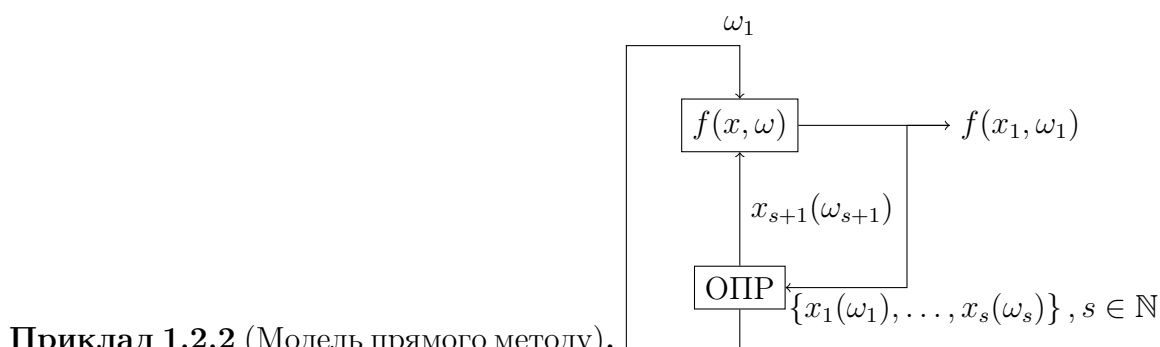 ω₁
f(x, ω)
f(x₁, ω₁)
xₛ₊₁(ωₛ₊₁)
ОПР
{x₁(ω₁), . . . , xₛ(ωₛ)} , s ∈ ℕ
Приклад 1.2.2 (Модель прямого методу).